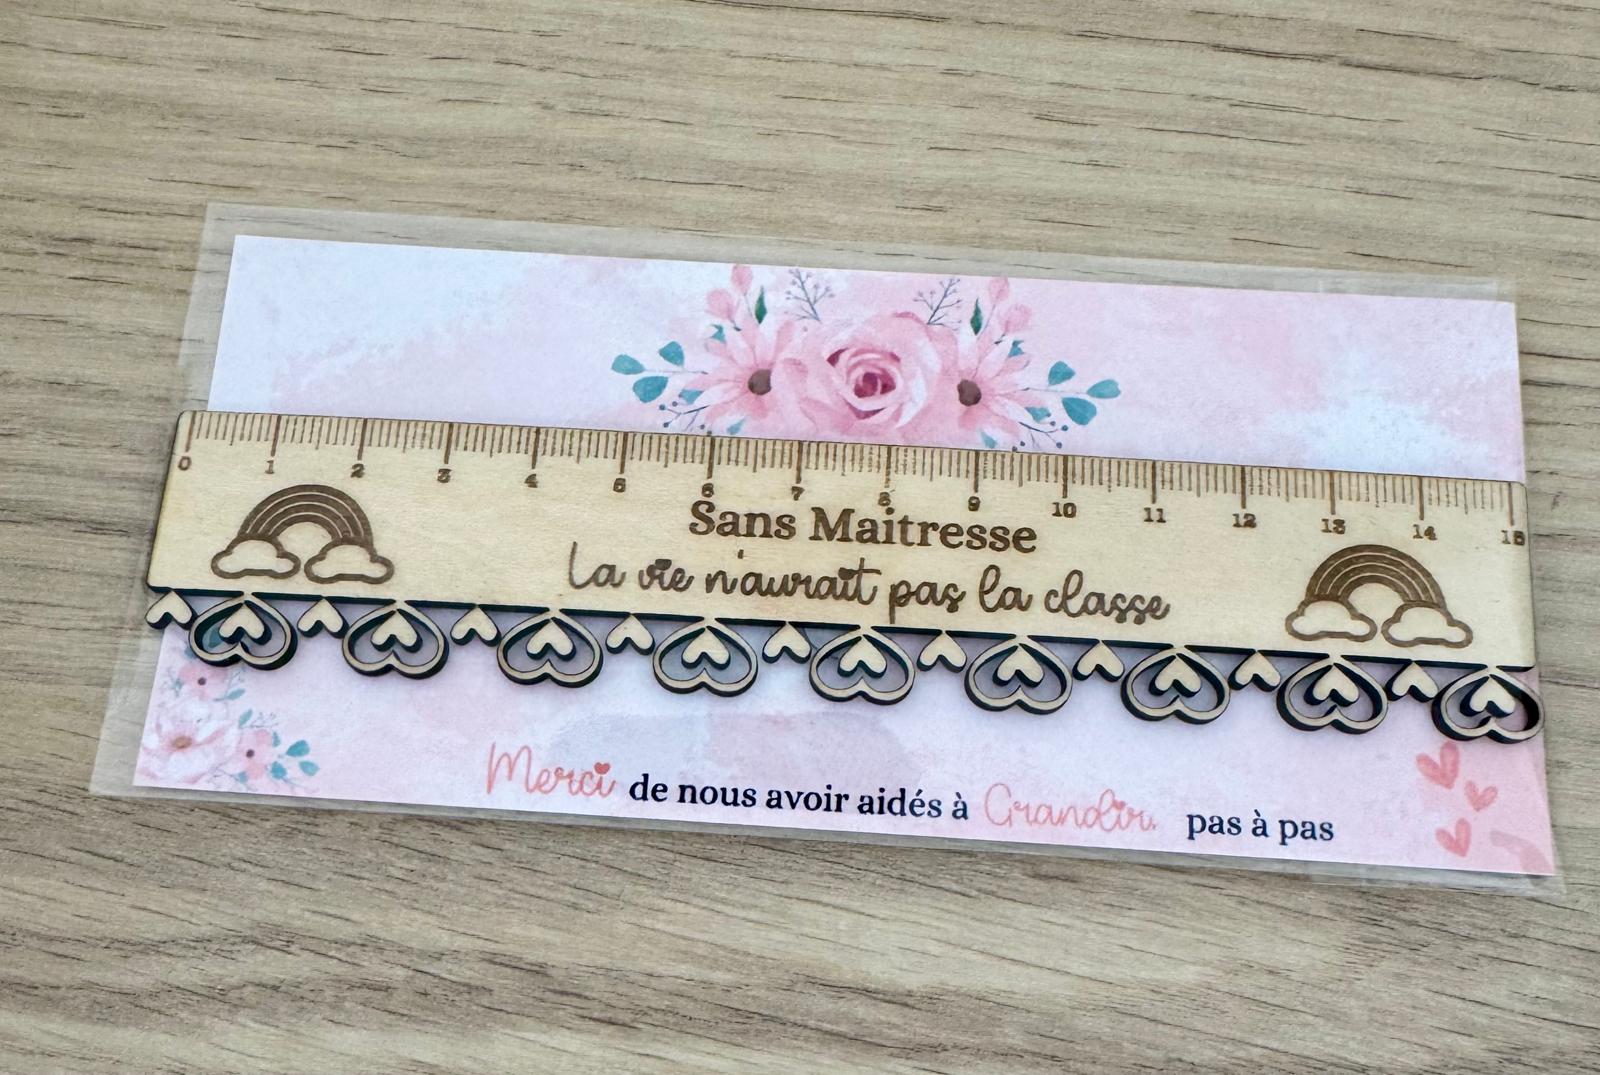 0 1 2 3 4 5 6 7 8 9 10 11 12 13 14 15
Sans Maitresse
La vie n'aurait pas la classe
Merci de nous avoir aidés à Grandir pas à pas